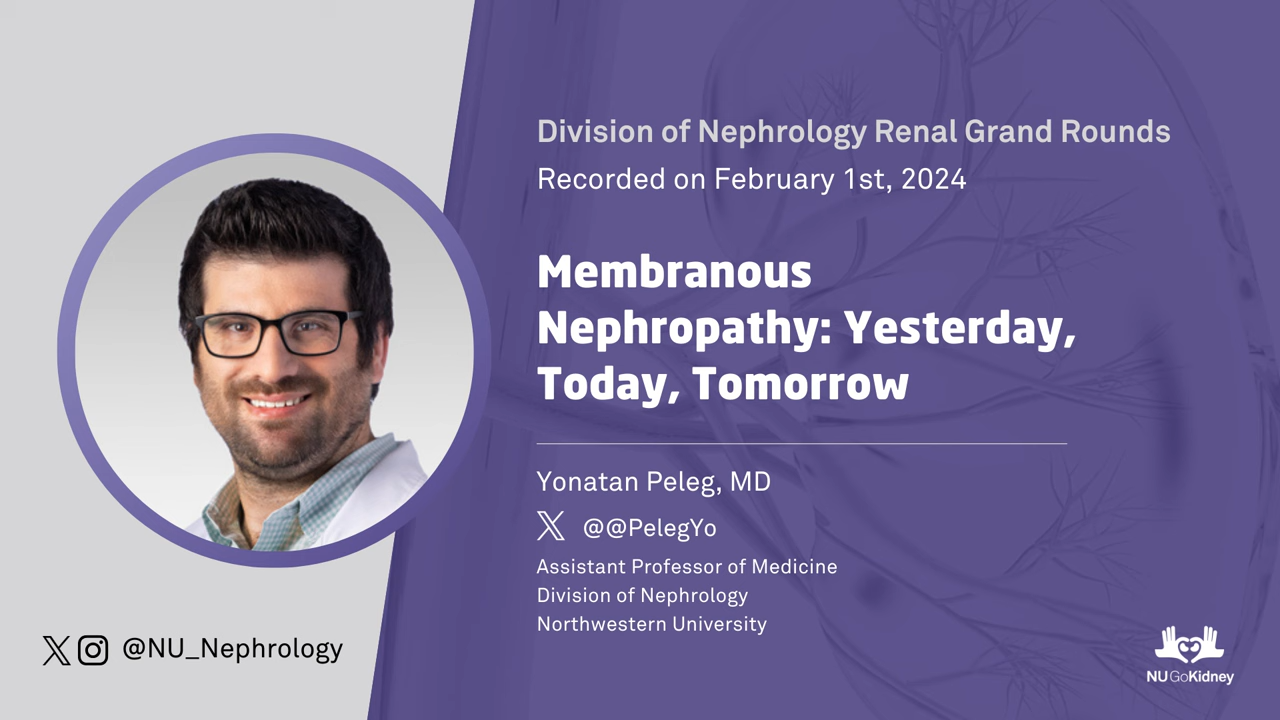 Division of Nephrology Renal Grand Rounds
Recorded on February 1st, 2024
Membranous
Nephropathy: Yesterday,
Today, Tomorrow
Yonatan Peleg, MD
@@PelegYo
Assistant Professor of Medicine
Division of Nephrology
Northwestern University
@NU_Nephrology
NU GoKidney